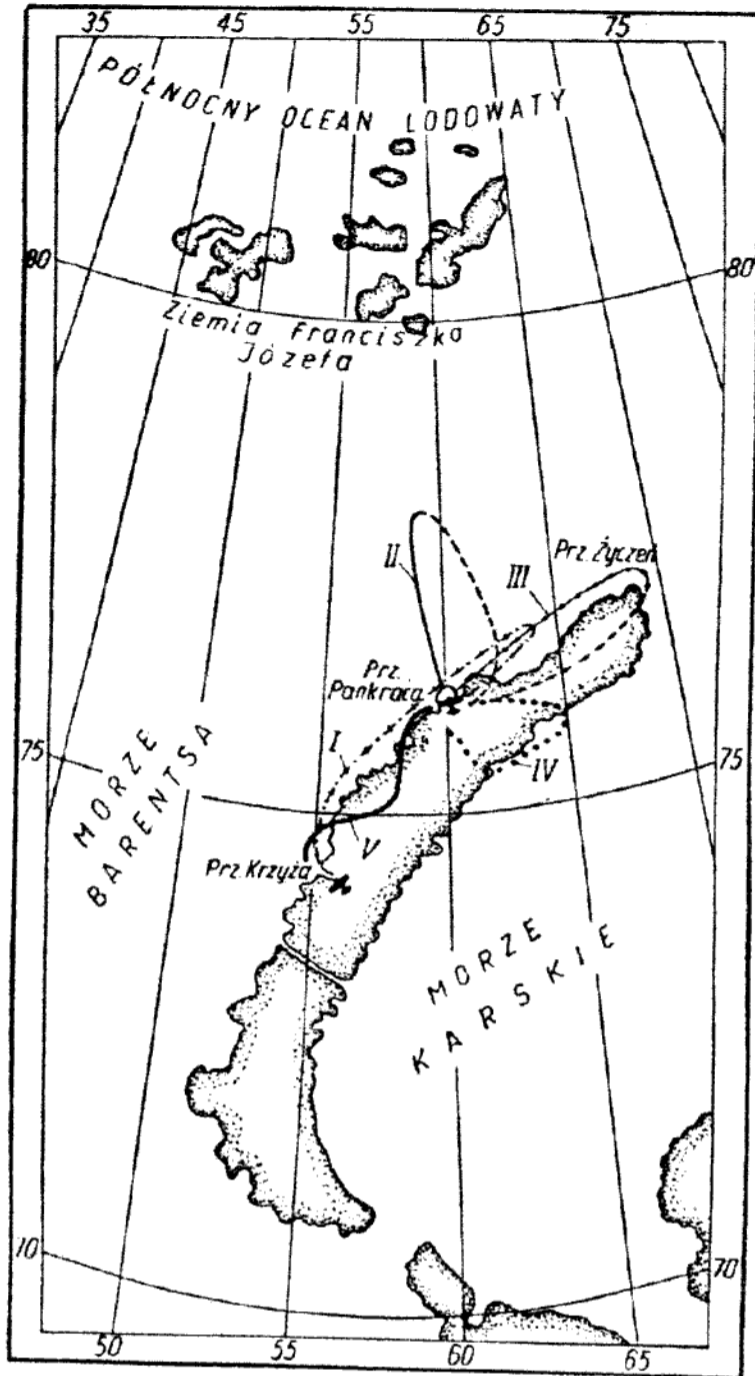 35 45 55 60 65 75
PÓŁNOCNY OCEAN LODOWATY
80 80
Ziemia Franciszka
Józefa
II
III
Prz. Życzeń
Prz.
Pankraca
I
IV
75 75
V
MORZE
BARENTSA
Prz. Krzyża
MORZE
KARSKIE
70 70
50 55 60 65